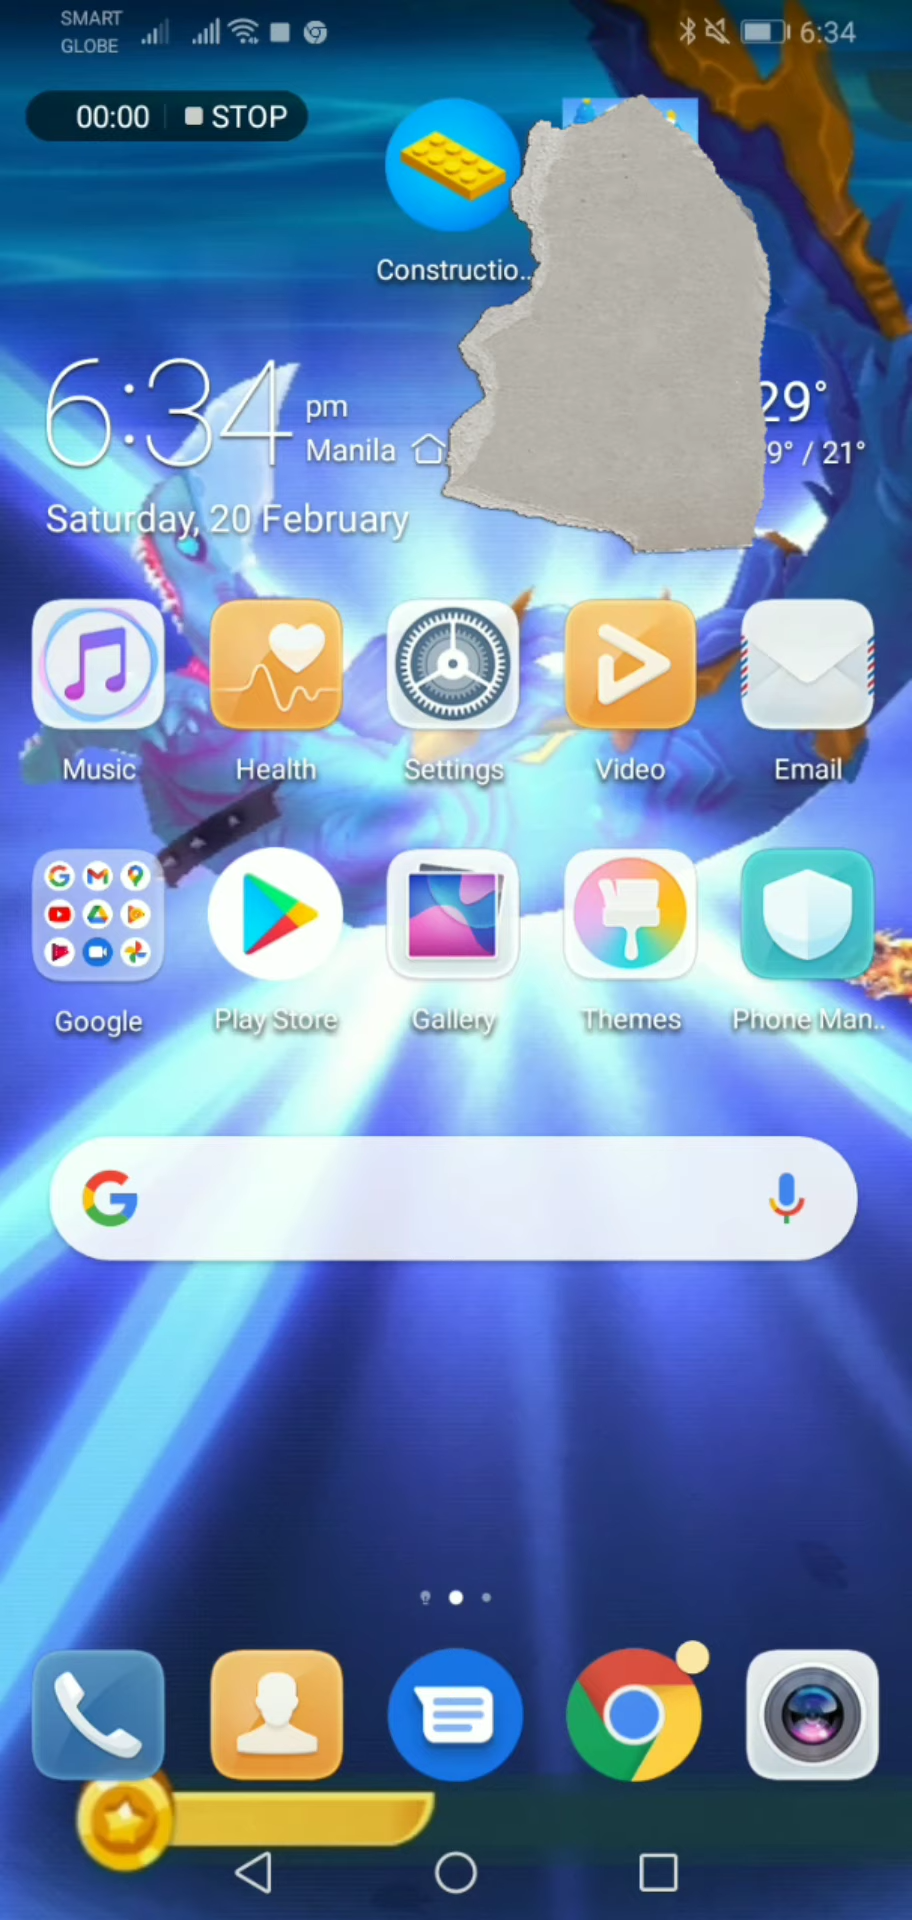 SMART
GLOBE
6:34
00:00 STOP
Constructio..
6:34 pm
Manila
29°
9° / 21°
Saturday, 20 February
Music Health Settings Video Email
Google Play Store Gallery Themes Phone Man..